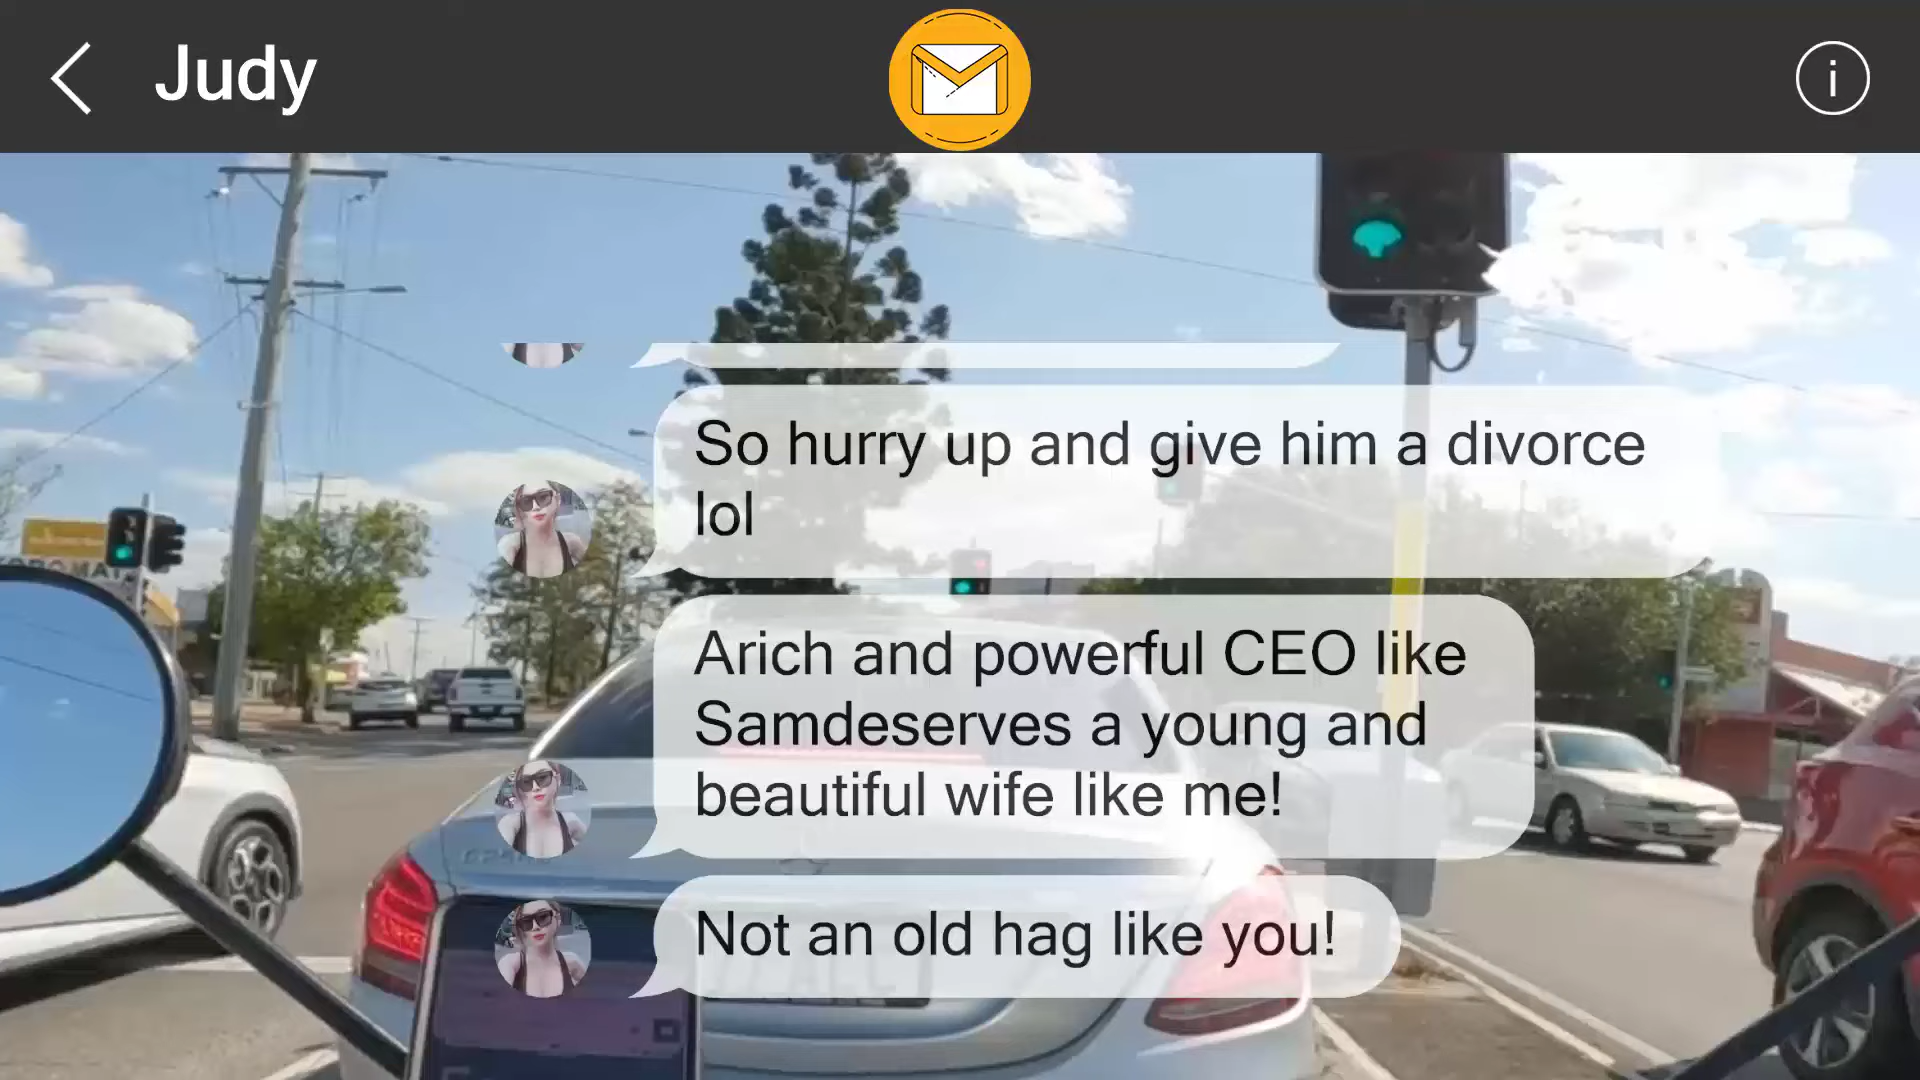 Judy
So hurry up and give him a divorce
lol
Arich and powerful CEO like
Samdeserves a young and
beautiful wife like me!
Not an old hag like you!